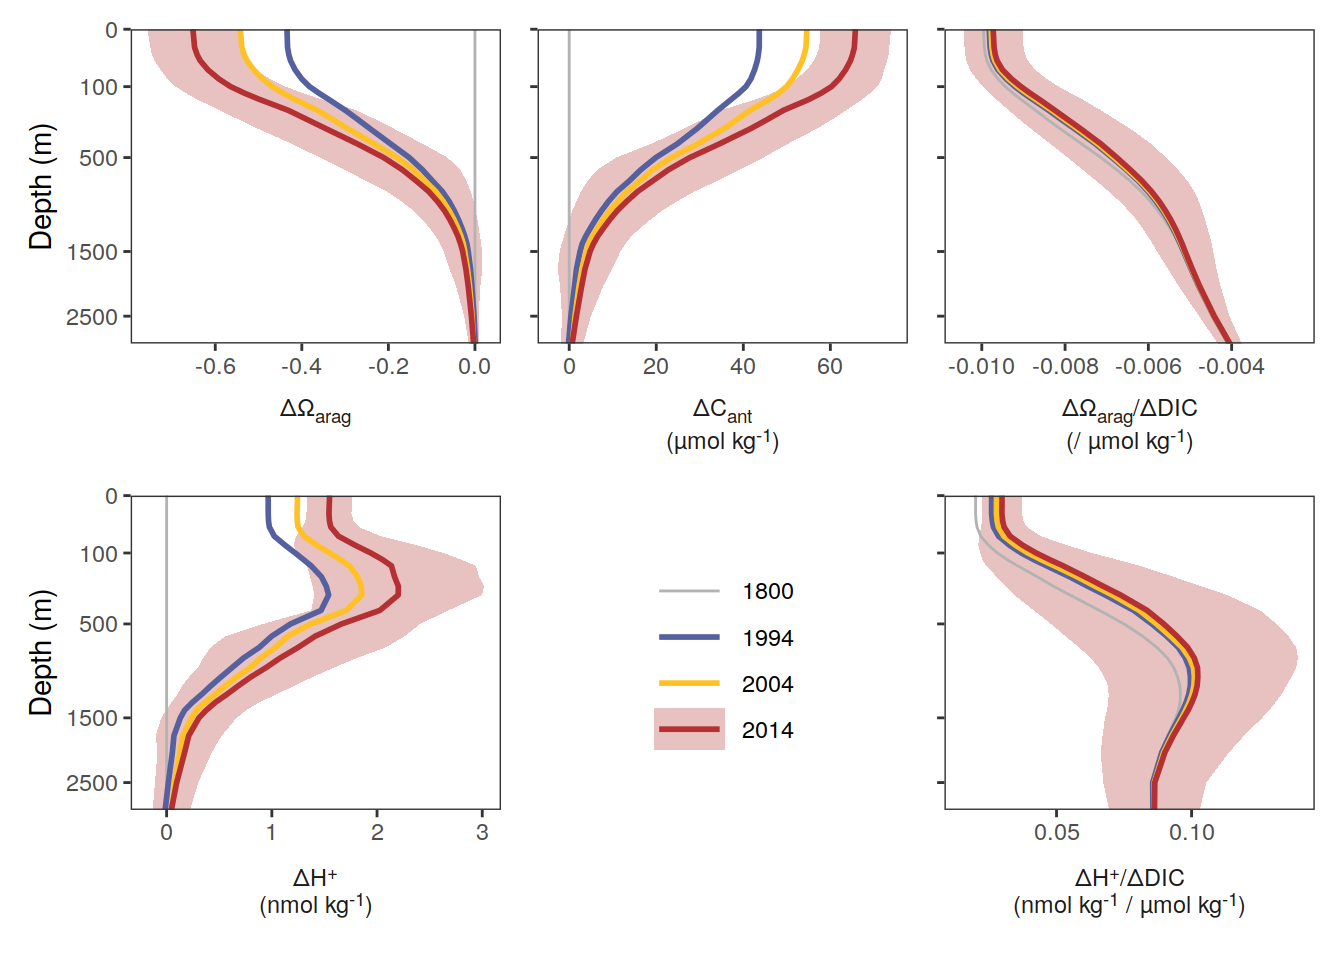 0
100
500
1500
2500
Depth (m)
-0.6 -0.4 -0.2 0.0
ΔΩarag
0 20 40 60
ΔCant
(μmol kg-1)
-0.010 -0.008 -0.006 -0.004
ΔΩarag/ΔDIC
(/ μmol kg-1)
0
100
500
1500
2500
Depth (m)
0 1 2 3
ΔH+
(nmol kg-1)
1800
1994
2004
2014
0.05 0.10
ΔH+/ΔDIC
(nmol kg-1 / μmol kg-1)